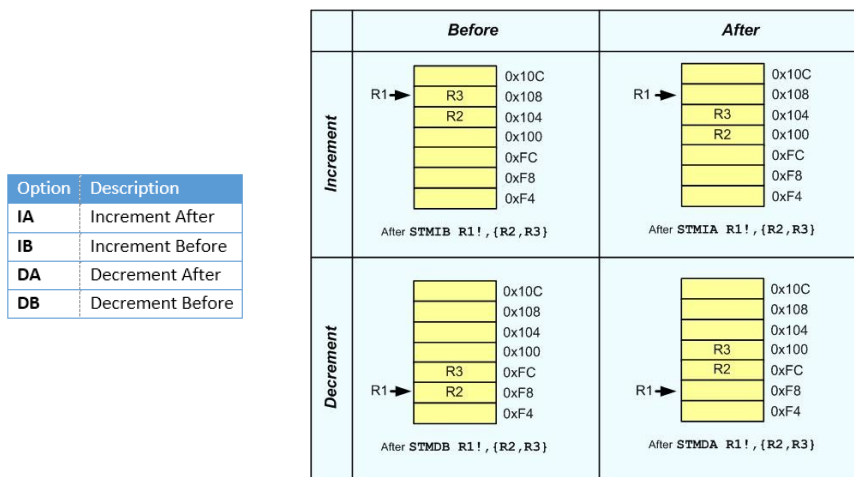 Option Description
IA Increment After
IB Increment Before
DA Decrement After
DB Decrement Before
Before After
Increment
0x10C
R1 R3 0x108
R2 0x104
0x100
0xFC
0xF8
0xF4
After STMIB R1!,{R2,R3}
0x10C
R1 0x108
R3 0x104
R2 0x100
0xFC
0xF8
0xF4
After STMIA R1!,{R2,R3}
Decrement
0x10C
0x108
0x104
0x100
R3 0xFC
R1 R2 0xF8
0xF4
After STMDB R1!,{R2,R3}
0x10C
0x108
0x104
R3 0x100
R2 0xFC
R1 0xF8
0xF4
After STMDA R1!,{R2,R3}